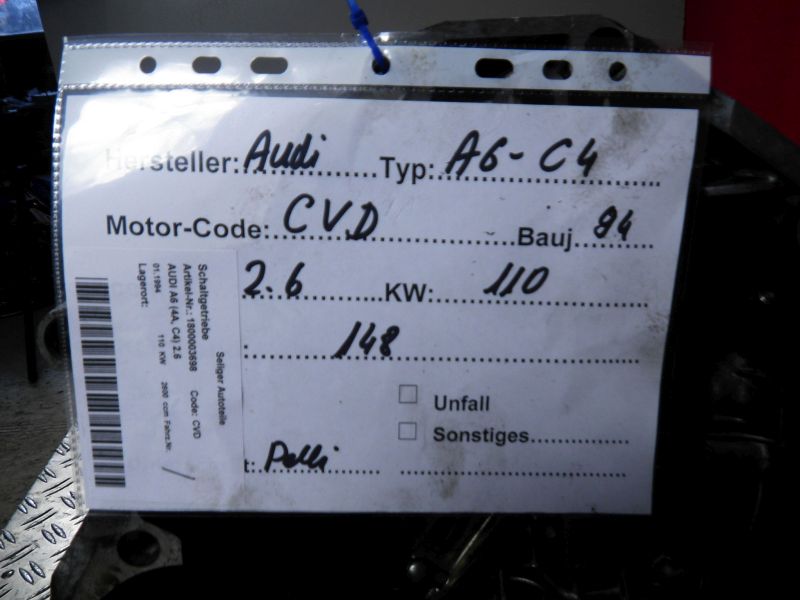 Hersteller: Audi Typ: A6 - C4
Motor-Code: CVD Bauj 94
2.6 KW: 110
148
Unfall
Sonstiges
t:
Seliger Autoteile
Schaltgetriebe
Artikel-Nr.: 1800003698 Code: CVD
AUDI A6 (4A, C4) 2.6
01.1994 110 KW 2600 ccm Fahrz.Nr.
Lagerort: